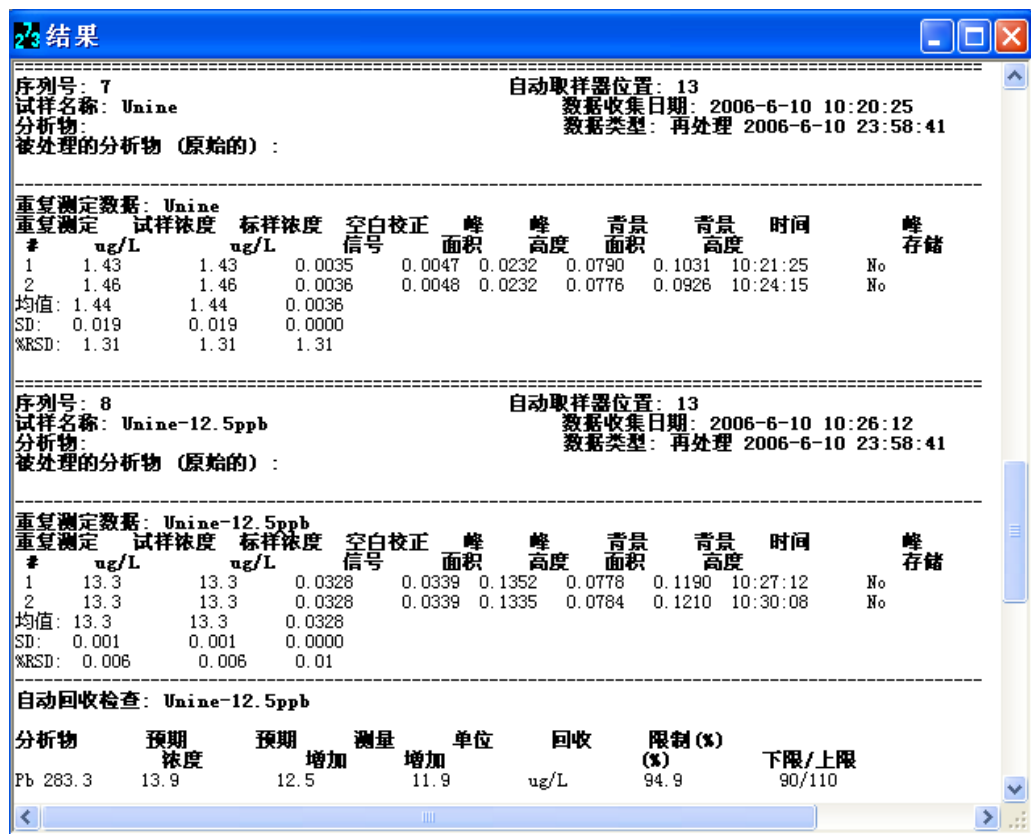 结果
序列号: 7 自动取样器位置: 13
试样名称: Unine 数据收集日期: 2006-6-10 10:20:25
分析物: 数据类型: 再处理 2006-6-10 23:58:41
被处理的分析物 (原始的) :
重复测定数据: Unine
重复测定 试样浓度 标样浓度 空白校正 峰 峰 背景 背景 时间 峰
# ug/L ug/L 信号 面积 高度 面积 高度 存储
1 1.43 1.43 0.0035 0.0047 0.0232 0.0790 0.1031 10:21:25 No
2 1.46 1.46 0.0036 0.0048 0.0232 0.0776 0.0926 10:24:15 No
均值: 1.44 1.44 0.0036
SD: 0.019 0.019 0.0000
%RSD: 1.31 1.31 1.31
序列号: 8 自动取样器位置: 13
试样名称: Unine-12.5ppb 数据收集日期: 2006-6-10 10:26:12
分析物: 数据类型: 再处理 2006-6-10 23:58:41
被处理的分析物 (原始的) :
重复测定数据: Unine-12.5ppb
重复测定 试样浓度 标样浓度 空白校正 峰 峰 背景 背景 时间 峰
# ug/L ug/L 信号 面积 高度 面积 高度 存储
1 13.3 13.3 0.0328 0.0339 0.1352 0.0778 0.1190 10:27:12 No
2 13.3 13.3 0.0328 0.0339 0.1335 0.0784 0.1210 10:30:08 No
均值: 13.3 13.3 0.0328
SD: 0.001 0.001 0.0000
%RSD: 0.006 0.006 0.01
自动回收检查: Unine-12.5ppb
分析物 预期 预期 测量 单位 回收 限制(%)
浓度 增加 增加 (%) 下限/上限
Pb 283.3 13.9 12.5 11.9 ug/L 94.9 90/110